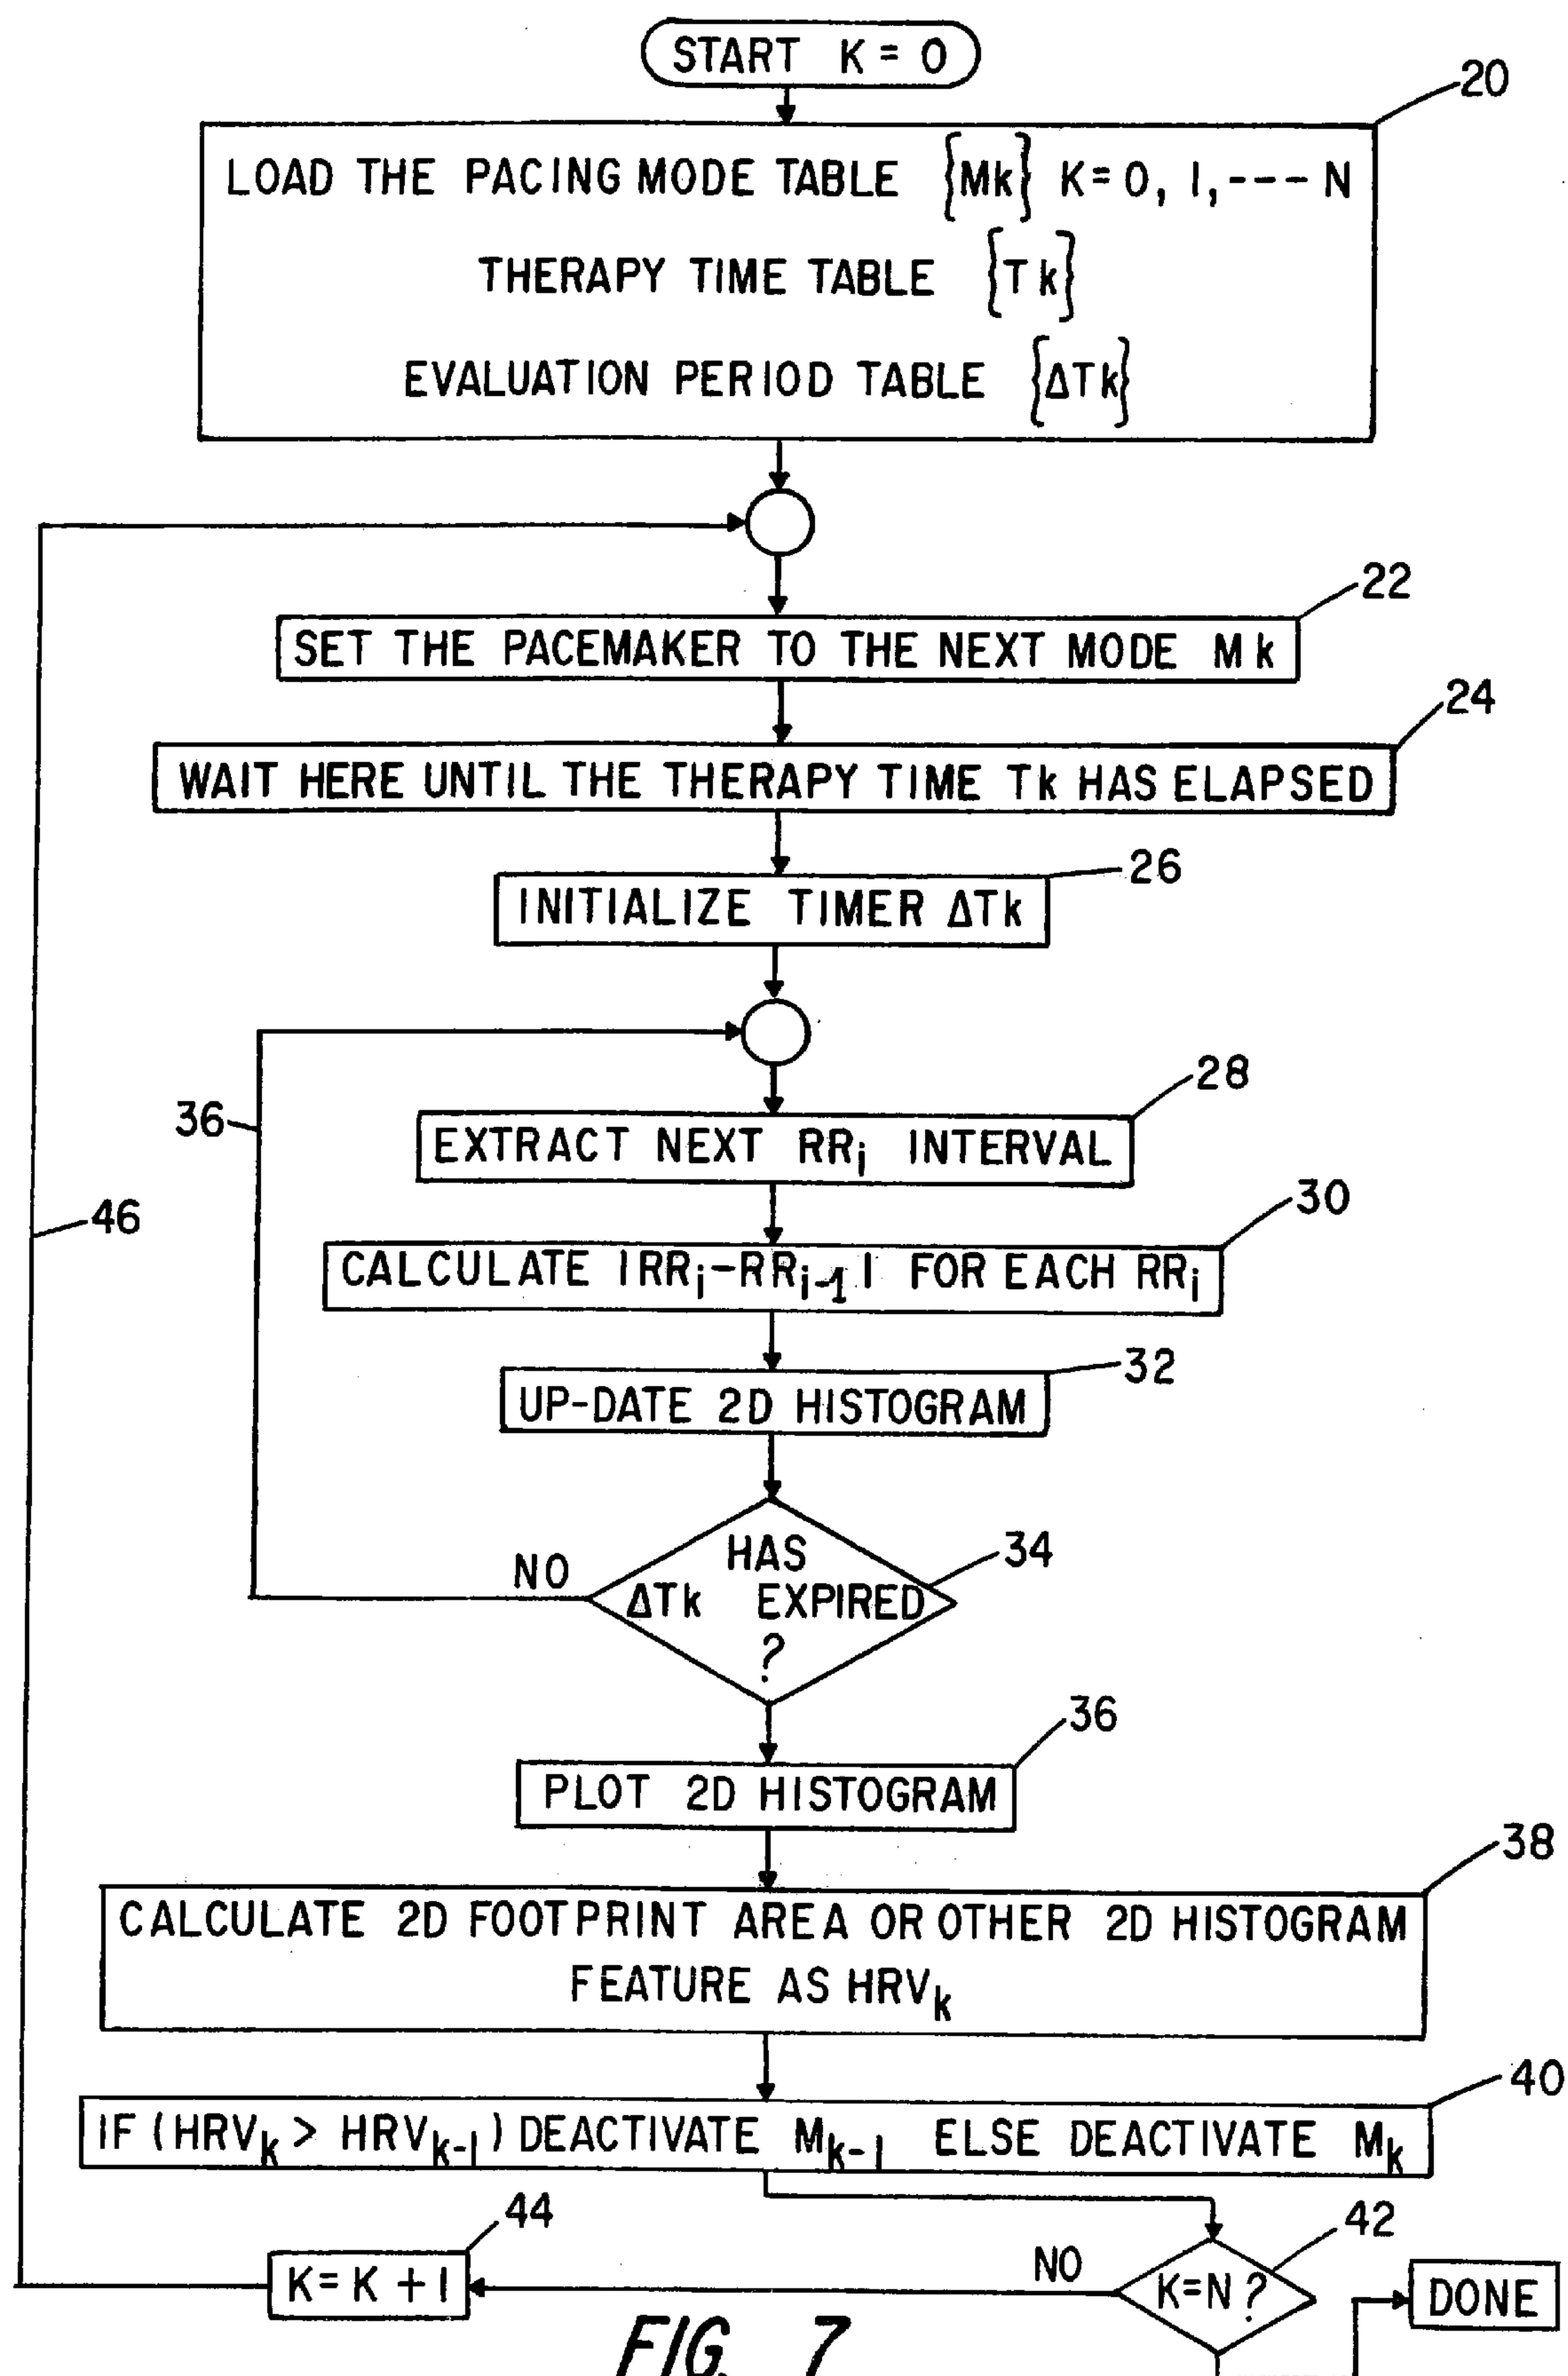 START K = 0
20
LOAD THE PACING MODE TABLE {Mk} K = 0, 1, --- N
THERAPY TIME TABLE {Tk}
EVALUATION PERIOD TABLE {ΔTk}
22
SET THE PACEMAKER TO THE NEXT MODE Mk
24
WAIT HERE UNTIL THE THERAPY TIME Tk HAS ELAPSED
26
INITIALIZE TIMER ΔTk
28
36
EXTRACT NEXT RRi INTERVAL
30
46
CALCULATE |RRi-RRi-1| FOR EACH RRi
32
UP-DATE 2D HISTOGRAM
34
NO
HAS
ΔTk EXPIRED
?
36
PLOT 2D HISTOGRAM
38
CALCULATE 2D FOOTPRINT AREA OR OTHER 2D HISTOGRAM
FEATURE AS HRVk
40
IF (HRVk > HRVk-1) DEACTIVATE Mk-1 ELSE DEACTIVATE Mk
44
42
K = K + 1
NO
K=N?
DONE
FIG. 7